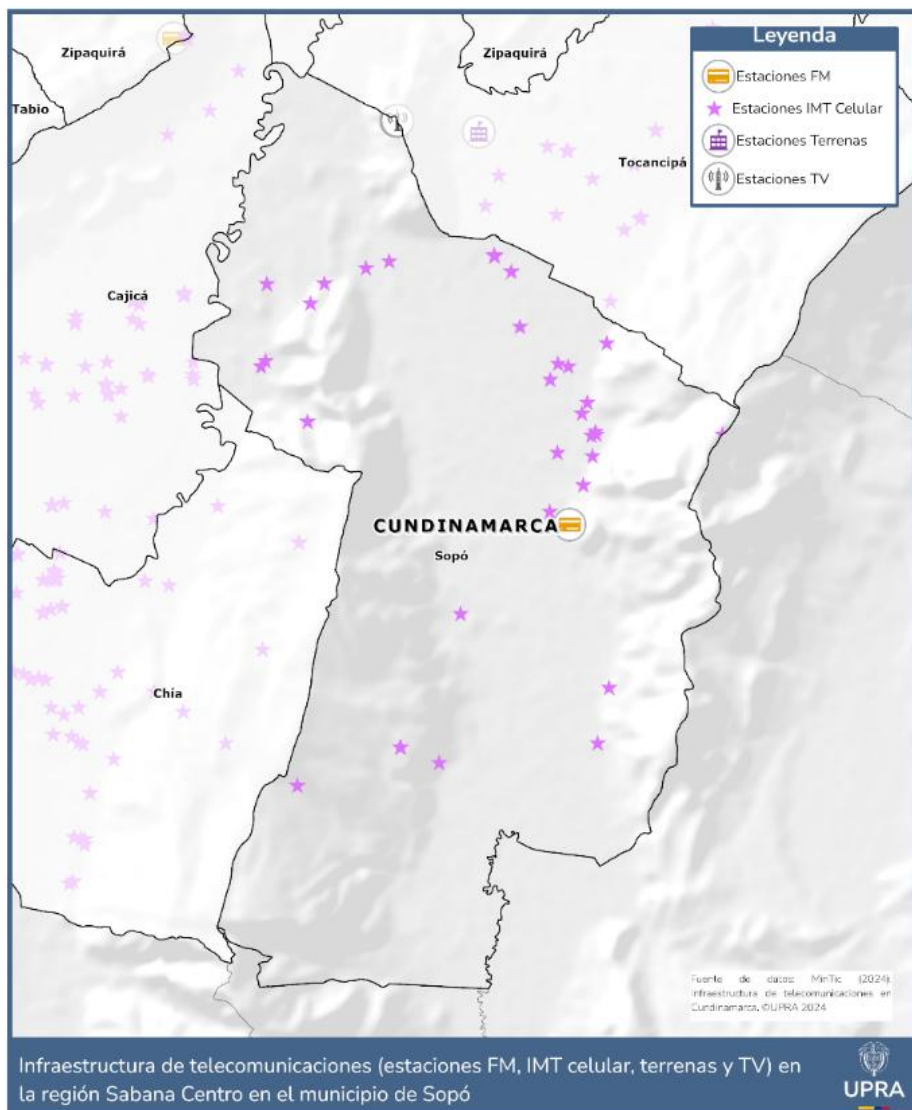 Zipaquirá
Zipaquirá
Leyenda
Estaciones FM
Estaciones IMT Celular
Estaciones Terrenas
Estaciones TV
Tabio
Tocancipá
Cajicá
CUNDINAMARCA
Sopó
Chía
Fuente de datos: MinTic (2024).
Infraestructura de telecomunicaciones en
Cundinamarca. ©UPRA 2024
Infraestructura de telecomunicaciones (estaciones FM, IMT celular, terrenas y TV) en
la región Sabana Centro en el municipio de Sopó
UPRA